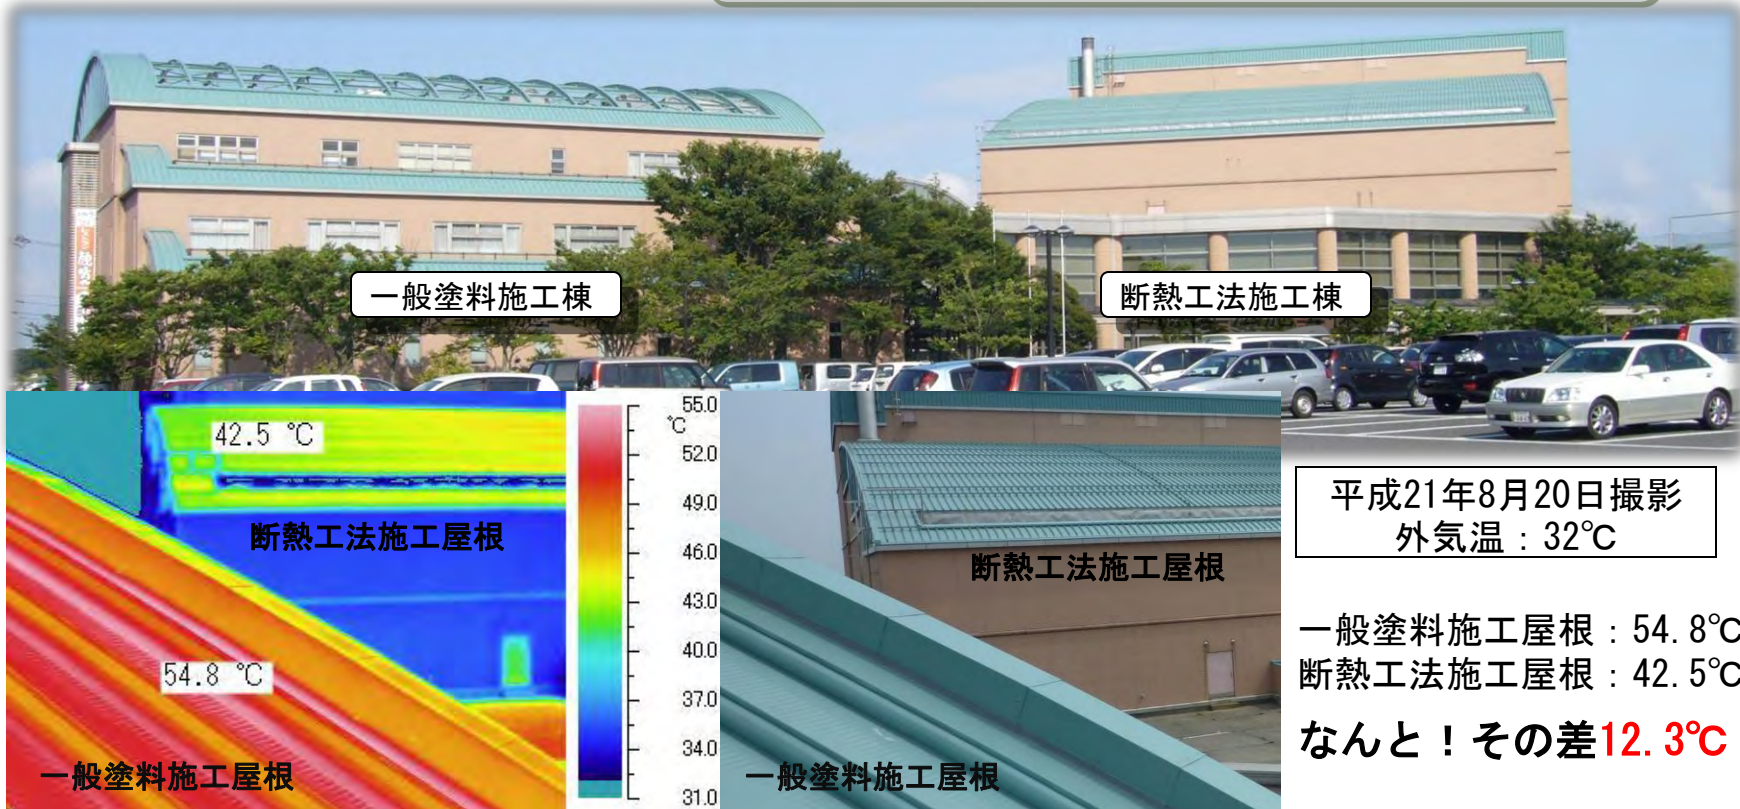 一般塗料施工棟
断熱工法施工棟
42.5 ℃
断熱工法施工屋根
54.8 ℃
一般塗料施工屋根
55.0
℃
52.0
49.0
46.0
43.0
40.0
37.0
34.0
31.0
断熱工法施工屋根
一般塗料施工屋根
平成21年8月20日撮影
外気温：32℃
一般塗料施工屋根：54.8℃
断熱工法施工屋根：42.5℃
なんと！その差12.3℃